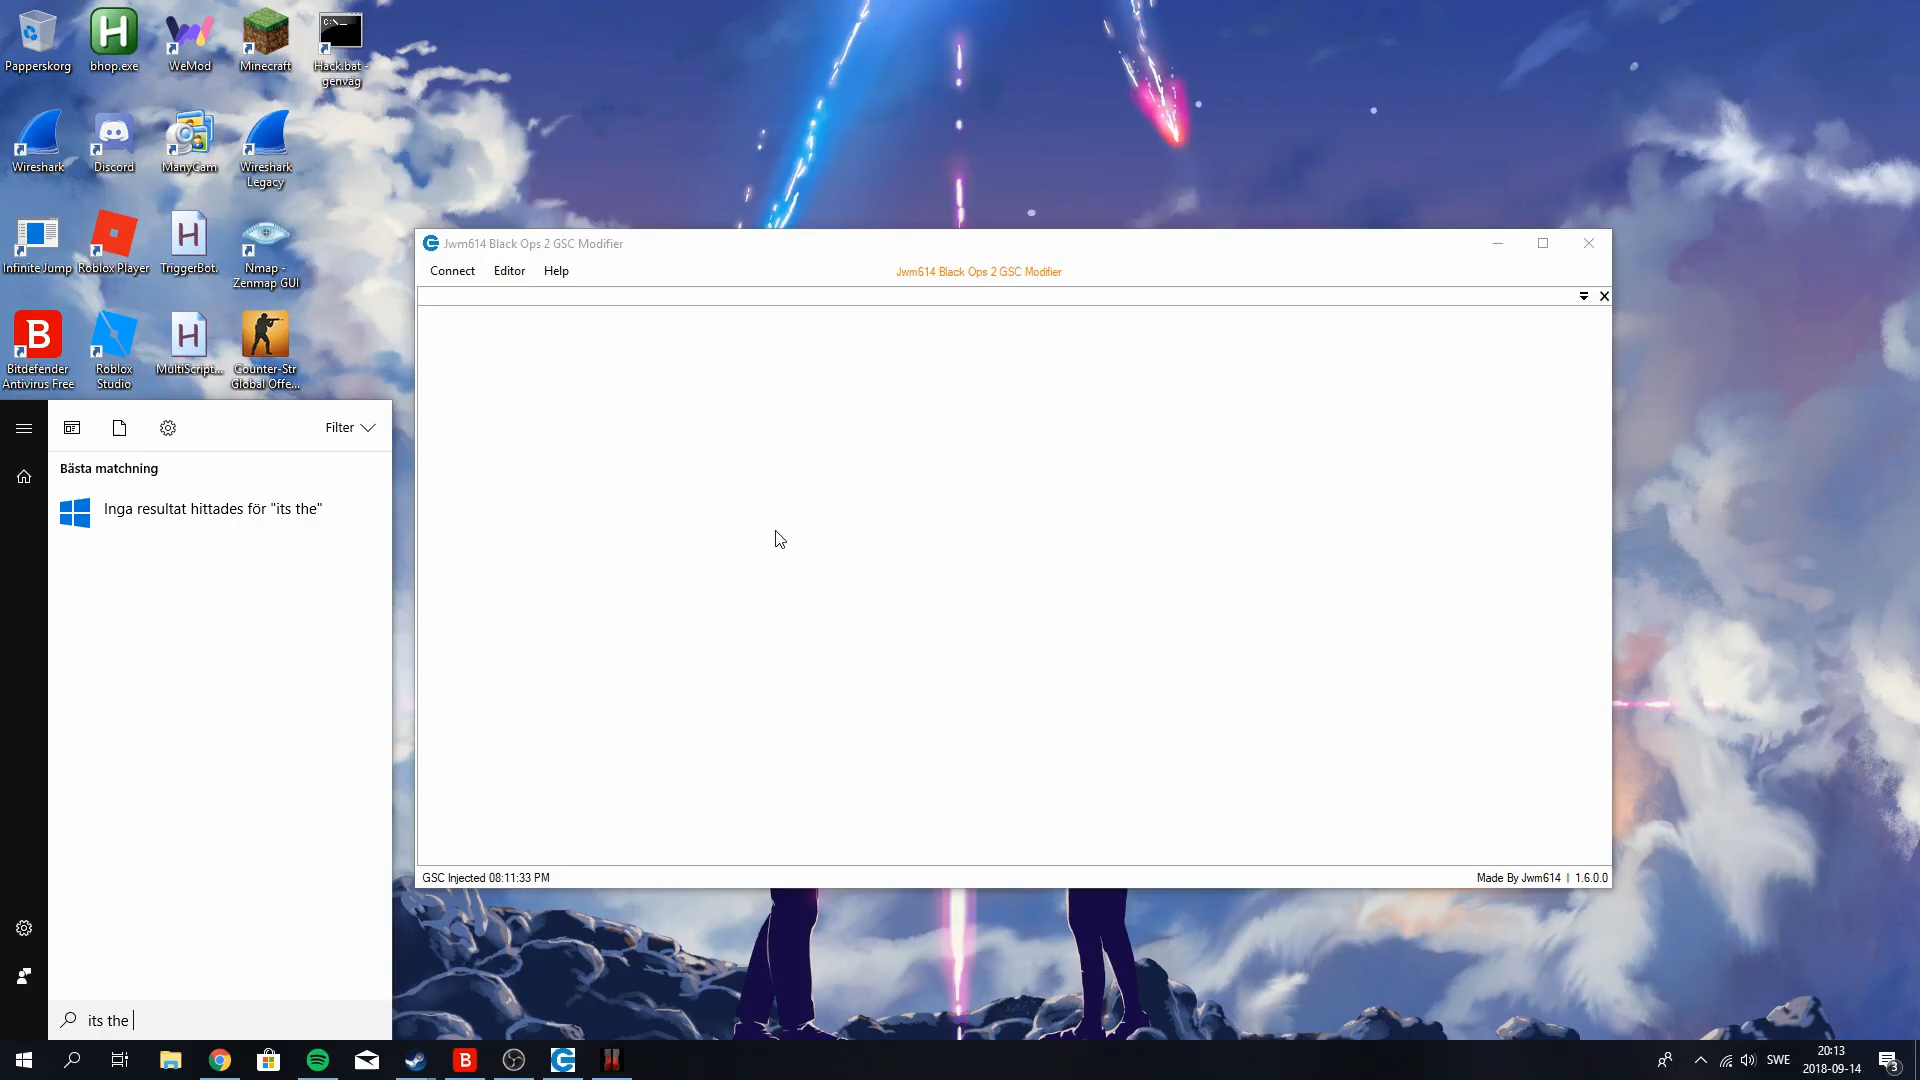 Papperskorg
bhop.exe
WeMod
Minecraft
Hack.bat -
genväg
Wireshark
Discord
ManyCam
Wireshark
Legacy
Infinite Jump
Roblox Player
TriggerBot.
Nmap -
Zenmap GUI
Bitdefender
Antivirus Free
Roblox
Studio
MultiScript...
Counter-Str
Global Offe...
Jwm614 Black Ops 2 GSC Modifier
Connect
Editor
Help
Jwm614 Black Ops 2 GSC Modifier
Filter
Bästa matchning
Inga resultat hittades för "its the"
GSC Injected 08:11:33 PM
Made By Jwm614 | 1.6.0.0
its the
SWE
20:13
2018-09-14
3